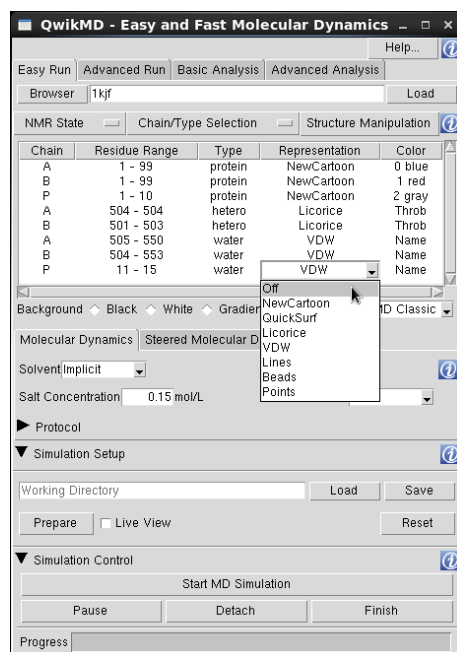 QwikMD - Easy and Fast Molecular Dynamics
Help...
Easy Run Advanced Run Basic Analysis Advanced Analysis
Browser 1kjf Load
NMR State Chain/Type Selection Structure Manipulation
Chain Residue Range Type Representation Color
A 1 - 99 protein NewCartoon 0 blue
B 1 - 99 protein NewCartoon 1 red
P 1 - 10 protein NewCartoon 2 gray
A 504 - 504 hetero Licorice Throb
B 501 - 503 hetero Licorice Throb
A 505 - 550 water VDW Name
B 504 - 553 water VDW Name
P 11 - 15 water VDW Name
Off
NewCartoon
QuickSurf
Licorice
VDW
Lines
Beads
Points
Background Black White Gradien MD Classic
Molecular Dynamics Steered Molecular D
Solvent Implicit
Salt Concentration 0.15 mol/L
Protocol
Simulation Setup
Working Directory Load Save
Prepare Live View Reset
Simulation Control
Start MD Simulation
Pause Detach Finish
Progress